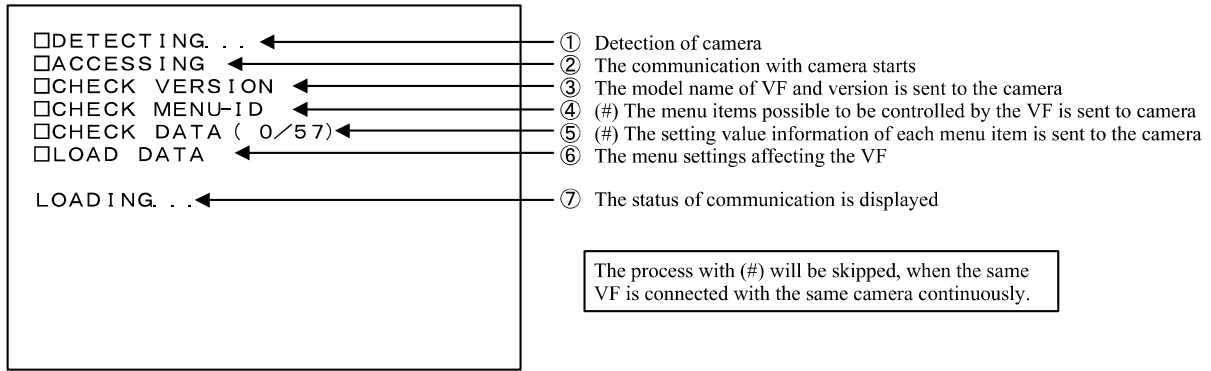 □DETECTING... ① Detection of camera
□ACCESSING ② The communication with camera starts
□CHECK VERSION ③ The model name of VF and version is sent to the camera
□CHECK MENU-ID ④ (#) The menu items possible to be controlled by the VF is sent to camera
□CHECK DATA( 0/57) ⑤ (#) The setting value information of each menu item is sent to the camera
□LOAD DATA ⑥ The menu settings affecting the VF
LOADING... ⑦ The status of communication is displayed
The process with (#) will be skipped, when the same
VF is connected with the same camera continuously.